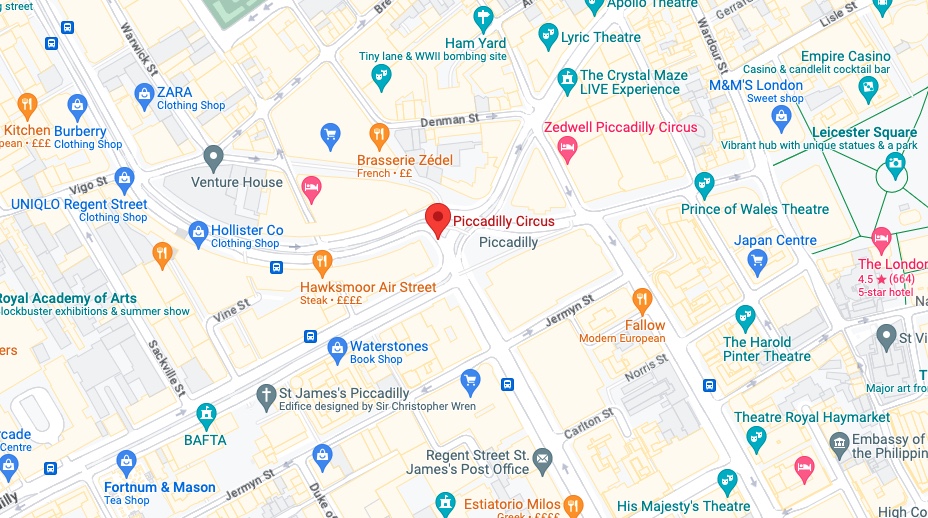 g street
Warwick St
Bre
Apollo Theatre
Gerrard
Lisle St
Ham Yard
Tiny lane & WWII bombing site
Lyric Theatre
Wardour St
Empire Casino
Casino & candlelit cocktail bar
ZARA
Clothing Shop
The Crystal Maze
LIVE Experience
M&M'S London
Sweet shop
Kitchen
pean • £££
Burberry
Clothing Shop
Denman St
Zedwell Piccadilly Circus
Leicester Square
Vibrant hub with unique statues & a park
Brasserie Zédel
French • ££
Venture House
Vigo St
UNIQLO Regent Street
Clothing Shop
Prince of Wales Theatre
Piccadilly Circus
Hollister Co
Clothing Shop
Piccadilly
Japan Centre
The London
4.5 ★ (664)
5-star hotel
Hawksmoor Air Street
Steak • ££££
Royal Academy of Arts
lockbuster exhibitions & summer show
Vine St
Jermyn St
Fallow
Modern European
Na
St Vi
The Harold
Pinter Theatre
ers
Sackville St
Waterstones
Book Shop
Norris St
T
Major art from
St James's Piccadilly
Edifice designed by Sir Christopher Wren
BAFTA
Carlton St
Theatre Royal Haymarket
rcade
Centre
Embassy of
the Philippin
Regent Street St.
James's Post Office
Fortnum & Mason
Tea Shop
Jermyn St
Duke of
illy
Estiatorio Milos
Greek • ££££
His Majesty's Theatre
High Co